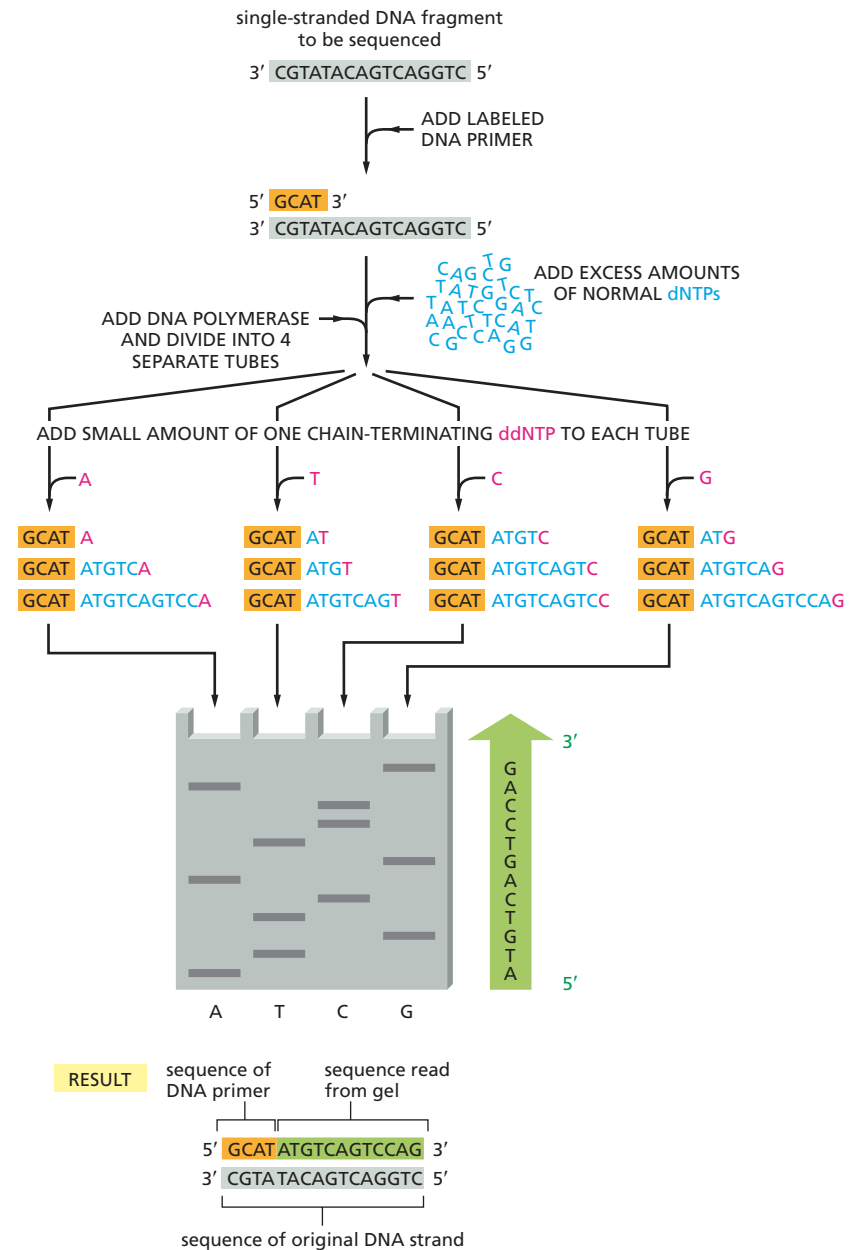 single-stranded DNA fragment
to be sequenced
3′ CGTATACAGTCAGGTC 5′
ADD LABELED
DNA PRIMER
5′ GCAT 3′
3′ CGTATACAGTCAGGTC 5′
ADD EXCESS AMOUNTS
OF NORMAL dNTPs
ADD DNA POLYMERASE
AND DIVIDE INTO 4
SEPARATE TUBES
ADD SMALL AMOUNT OF ONE CHAIN-TERMINATING ddNTP TO EACH TUBE
A T C G
GCAT A GCAT AT GCAT ATGTC GCAT ATG
GCAT ATGTCA GCAT ATGT GCAT ATGTCAGTC GCAT ATGTCAG
GCAT ATGTCAGTCCA GCAT ATGTCAGT GCAT ATGTCAGTCC GCAT ATGTCAGTCCAG
3′
G
A
C
C
T
G
A
C
T
G
T
A
5′
A T C G
RESULT
sequence of
DNA primer
sequence read
from gel
5′ GCATATGTCAGTCCAG 3′
3′ CGTATACAGTCAGGTC 5′
sequence of original DNA strand